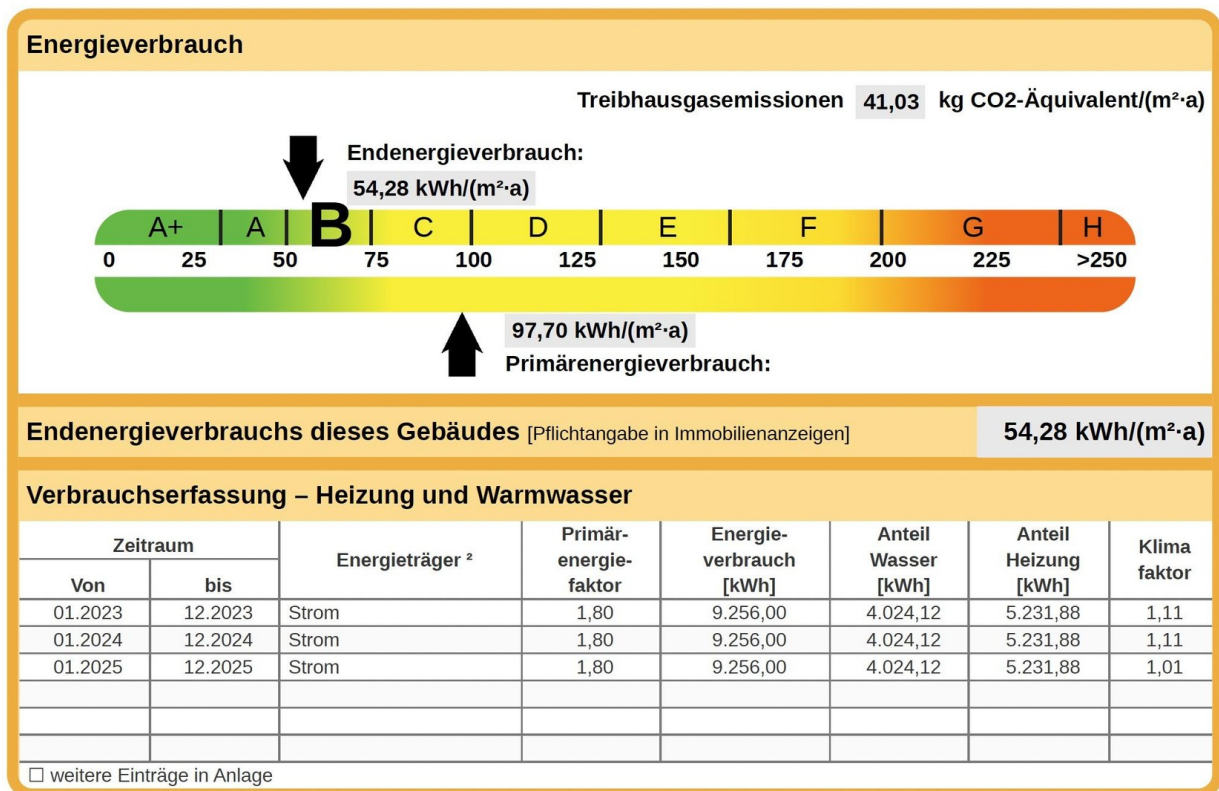 Energieverbrauch
Treibhausgasemissionen 41,03 kg CO2-Äquivalent/(m²·a)
Endenergieverbrauch:
54,28 kWh/(m²·a)
A+ A B C D E F G H
0 25 50 75 100 125 150 175 200 225 >250
97,70 kWh/(m²·a)
Primärenergieverbrauch:
Endenergieverbrauchs dieses Gebäudes [Pflichtangabe in Immobilienanzeigen] 54,28 kWh/(m²·a)
Verbrauchserfassung – Heizung und Warmwasser
Zeitraum
Von bis
Energieträger ²
Primär-
energie-
faktor
Energie-
verbrauch
[kWh]
Anteil
Wasser
[kWh]
Anteil
Heizung
[kWh]
Klima
faktor
01.2023 12.2023 Strom 1,80 9.256,00 4.024,12 5.231,88 1,11
01.2024 12.2024 Strom 1,80 9.256,00 4.024,12 5.231,88 1,11
01.2025 12.2025 Strom 1,80 9.256,00 4.024,12 5.231,88 1,01
☐ weitere Einträge in Anlage